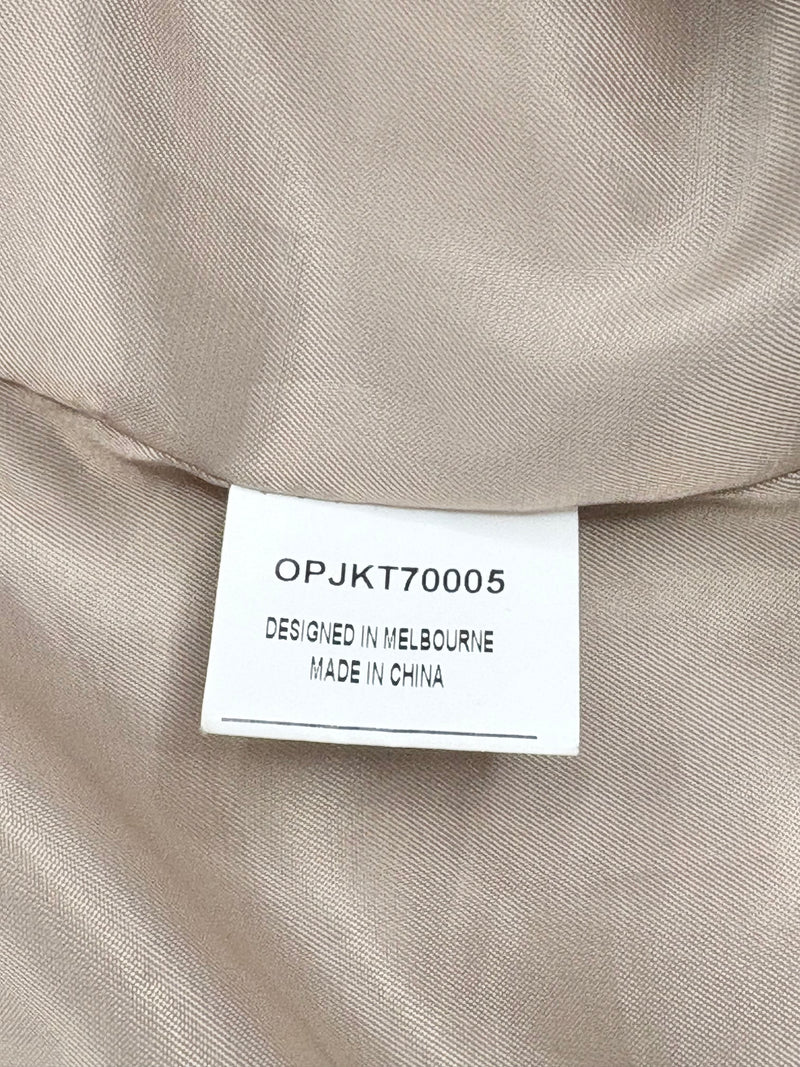 OPJKT70005
DESIGNED IN MELBOURNE
MADE IN CHINA